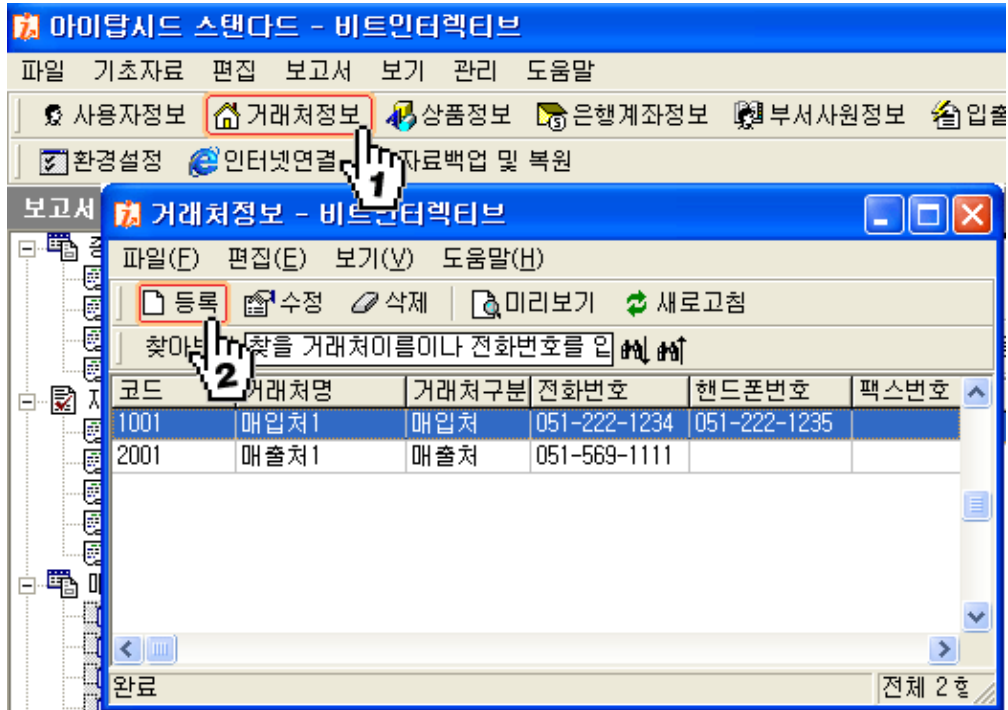 아이탑시드 스탠다드 - 비트인터렉티브
파일 기초자료 편집 보고서 보기 관리 도움말
사용자정보 거래처정보 상품정보 은행계좌정보 부서사원정보
환경설정 인터넷연결 자료백업 및 복원
1
보고서
거래처정보 - 비트인터렉티브
파일(F) 편집(E) 보기(V) 도움말(H)
등록 수정 삭제 미리보기 새로고침
찾을 거래처이름이나 전화번호를 입
2
코드 거래처명 거래처구분 전화번호 핸드폰번호 팩스번호
1001 매입처1 매입처 051-222-1234 051-222-1235
2001 매출처1 매출처 051-569-1111
완료 전체 2